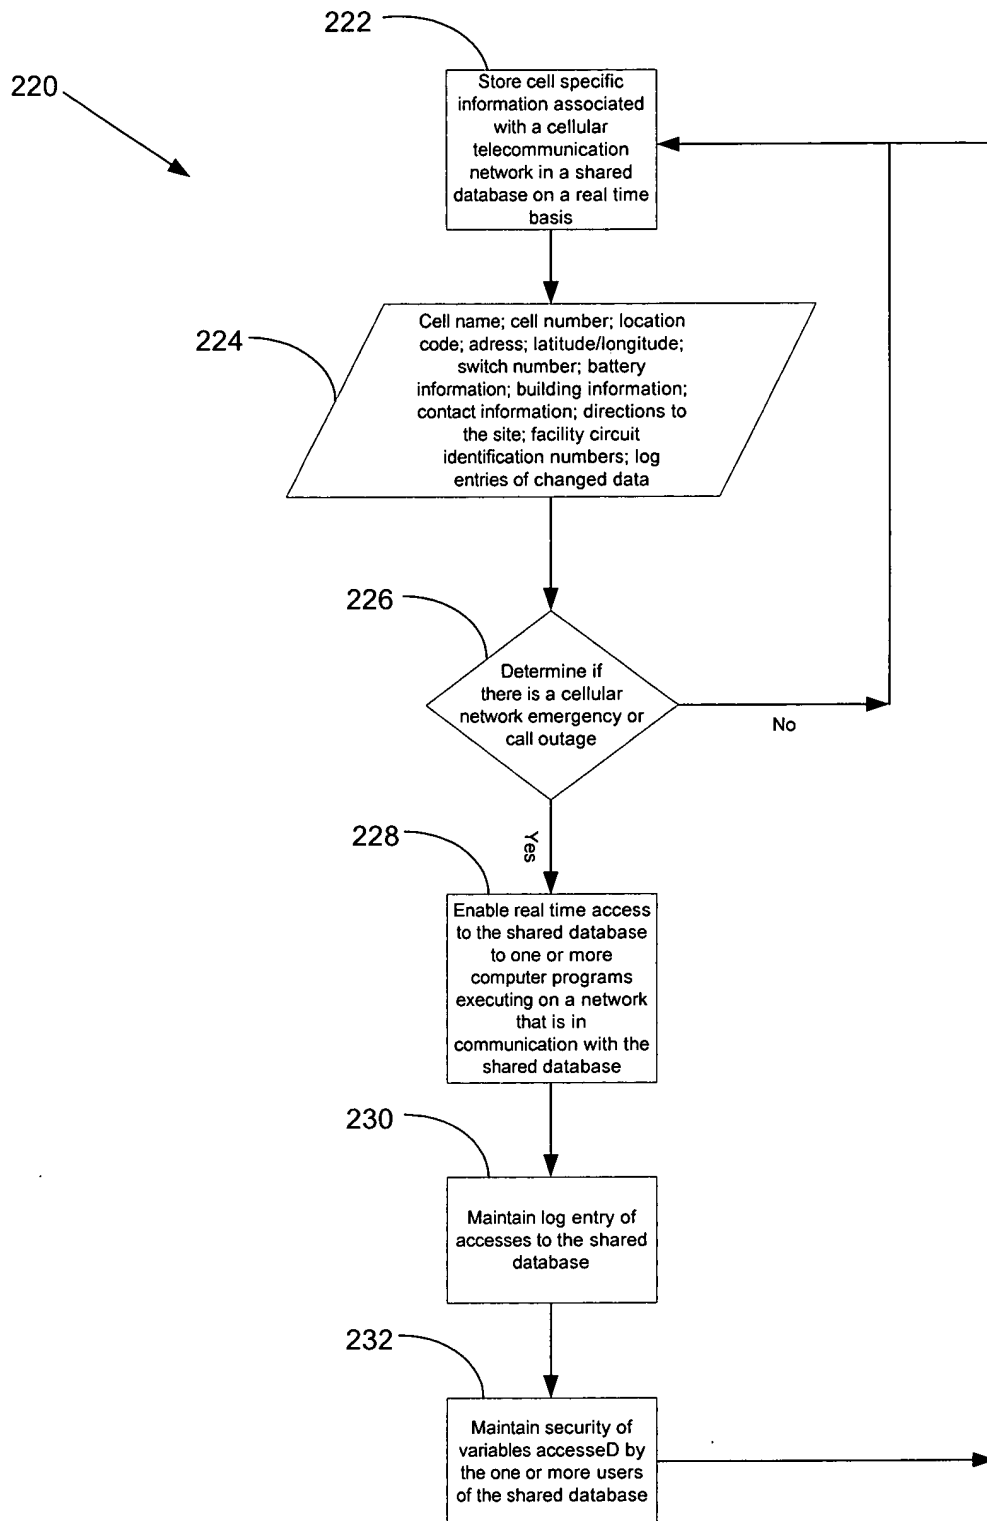 222
220
Store cell specific
information associated
with a cellular
telecommunication
network in a shared
database on a real time
basis
224
Cell name; cell number; location
code; adress; latitude/longitude;
switch number; battery
information; building information;
contact information; directions to
the site; facility circuit
identification numbers; log
entries of changed data
226
Determine if
there is a cellular
network emergency or
call outage
No
Yes
228
Enable real time access
to the shared database
to one or more
computer programs
executing on a network
that is in
communication with the
shared database
230
Maintain log entry of
accesses to the shared
database
232
Maintain security of
variables accesseD by
the one or more users
of the shared database